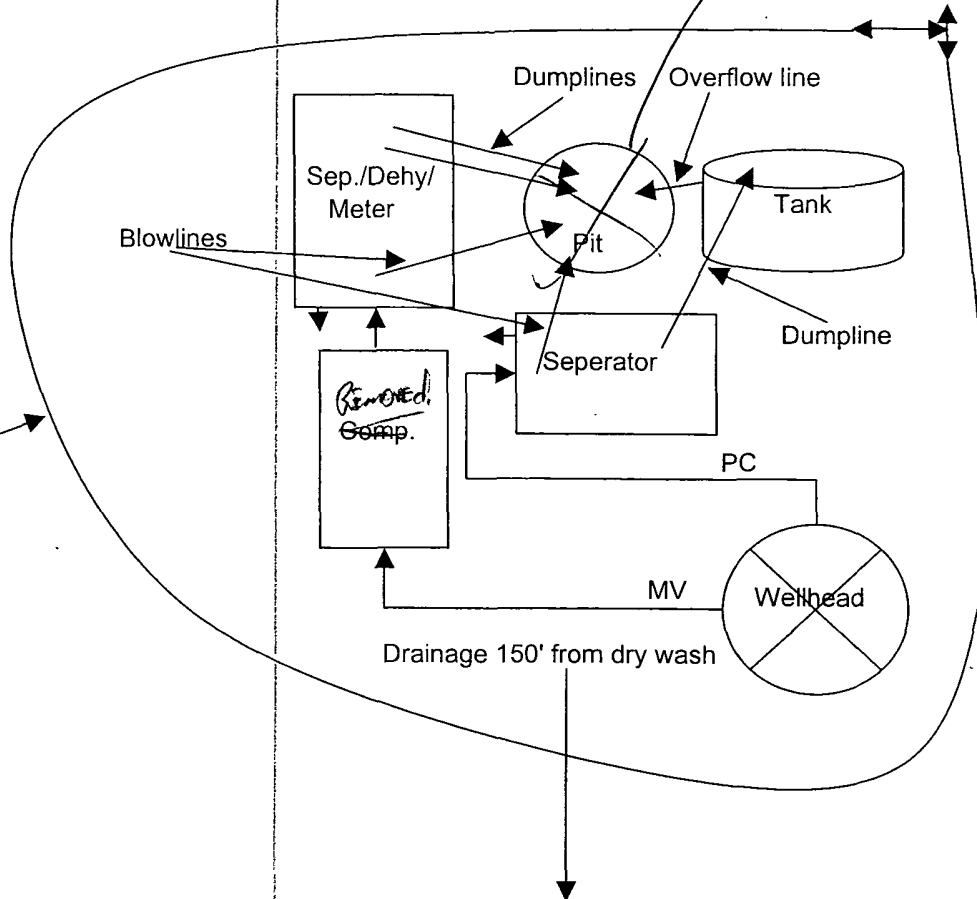 Dumplines
Overflow line
Sep./Dehy/
Meter
Tank
Blowlines
Pit
Dumpline
Seperator
Removed!
Comp.
PC
MV
Wellhead
Drainage 150' from dry wash